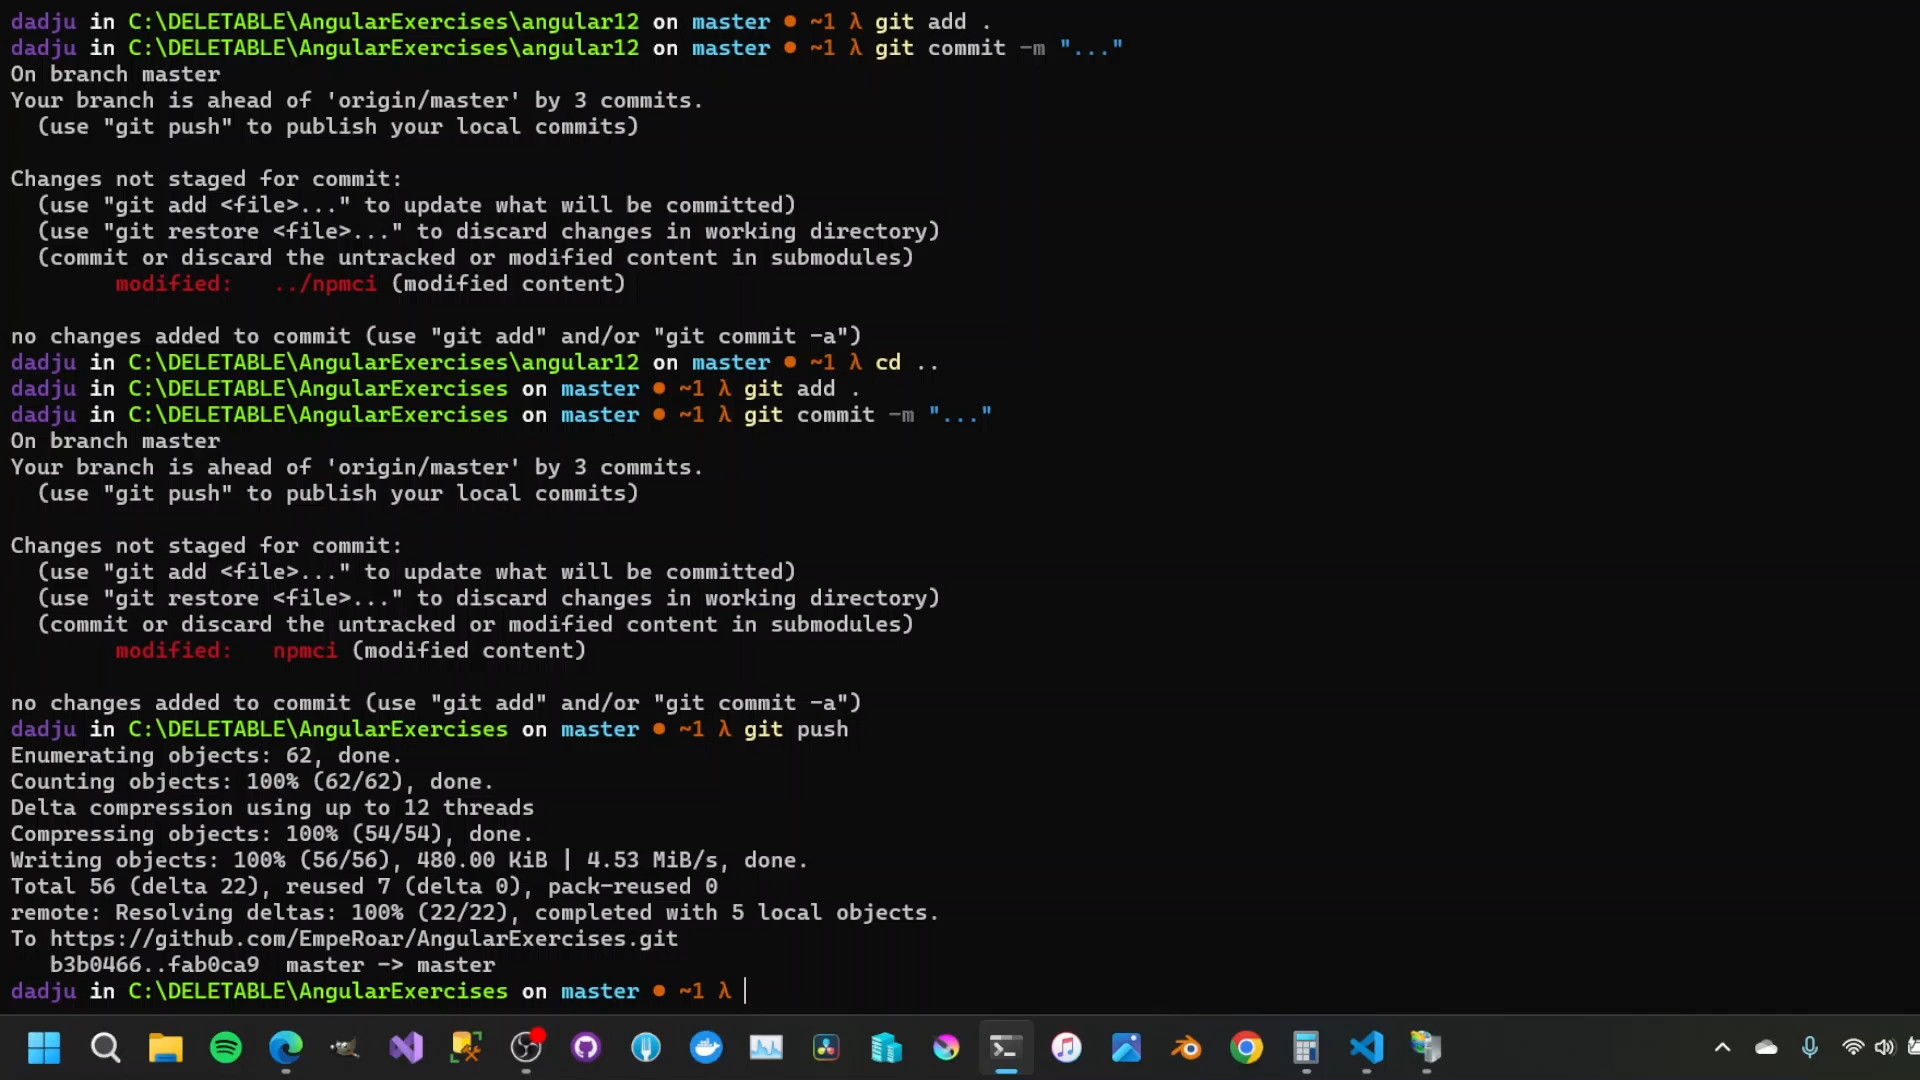 dadju in C:\DELETABLE\AngularExercises\angular12 on master ● ~1 λ git add .
dadju in C:\DELETABLE\AngularExercises\angular12 on master ● ~1 λ git commit -m "..."
On branch master
Your branch is ahead of 'origin/master' by 3 commits.
  (use "git push" to publish your local commits)
Changes not staged for commit:
  (use "git add <file>..." to update what will be committed)
  (use "git restore <file>..." to discard changes in working directory)
  (commit or discard the untracked or modified content in submodules)
        modified:   ../npmci (modified content)
no changes added to commit (use "git add" and/or "git commit -a")
dadju in C:\DELETABLE\AngularExercises\angular12 on master ● ~1 λ cd ..
dadju in C:\DELETABLE\AngularExercises on master ● ~1 λ git add .
dadju in C:\DELETABLE\AngularExercises on master ● ~1 λ git commit -m "..."
On branch master
Your branch is ahead of 'origin/master' by 3 commits.
  (use "git push" to publish your local commits)
Changes not staged for commit:
  (use "git add <file>..." to update what will be committed)
  (use "git restore <file>..." to discard changes in working directory)
  (commit or discard the untracked or modified content in submodules)
        modified:   npmci (modified content)
no changes added to commit (use "git add" and/or "git commit -a")
dadju in C:\DELETABLE\AngularExercises on master ● ~1 λ git push
Enumerating objects: 62, done.
Counting objects: 100% (62/62), done.
Delta compression using up to 12 threads
Compressing objects: 100% (54/54), done.
Writing objects: 100% (56/56), 480.00 KiB | 4.53 MiB/s, done.
Total 56 (delta 22), reused 7 (delta 0), pack-reused 0
remote: Resolving deltas: 100% (22/22), completed with 5 local objects.
To https://github.com/EmpeRoar/AngularExercises.git
   b3b0466..fab0ca9  master -> master
dadju in C:\DELETABLE\AngularExercises on master ● ~1 λ